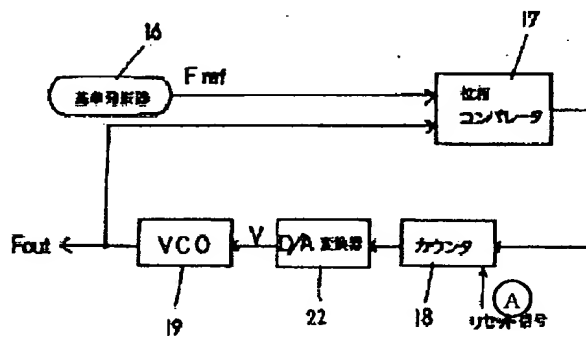 16
17
F ref
基準発振器
位相
コンパレータ
Fout
VCO
V
D/A 変換器
カウンタ
19
22
18
A
リセット信号